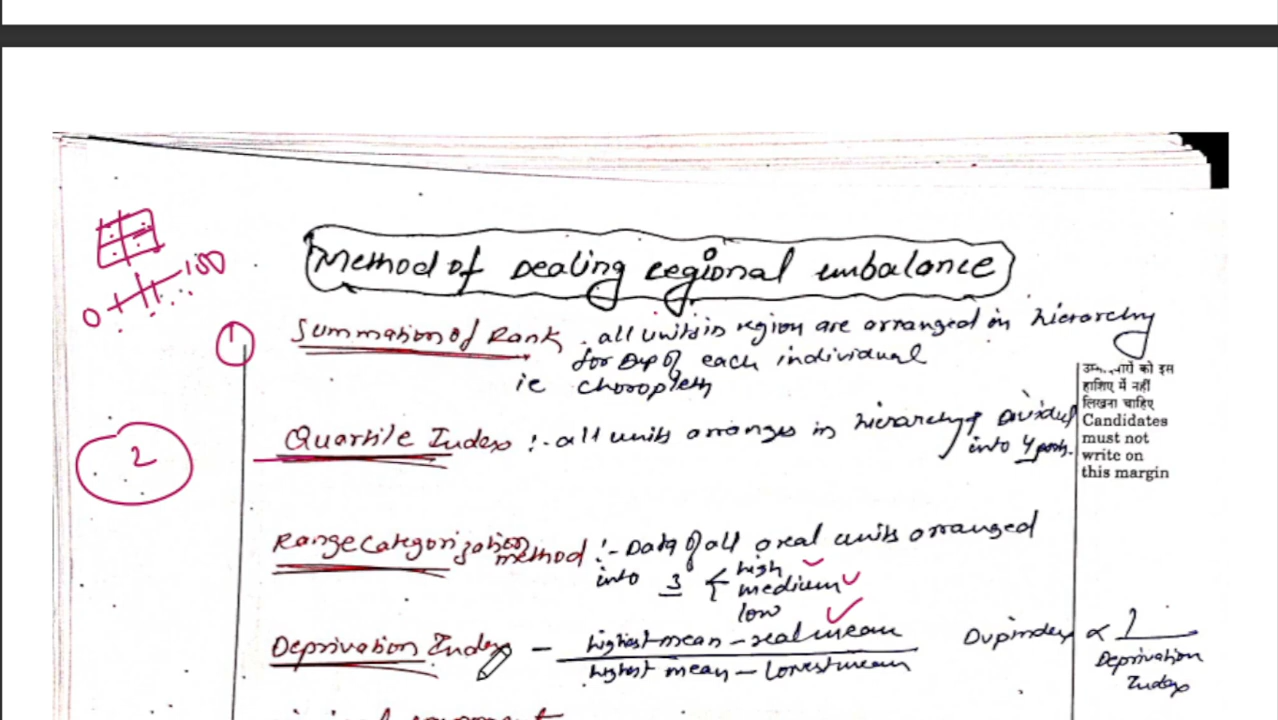 Method of Dealing regional imbalance
100
0
1
Summation of Rank . all units in region are arranged in hierarchy
for Dvp of each individual
ie choropleth
उम्मीदवारों को इस
हाशिए में नहीं
लिखना चाहिए
Candidates
must not
write on
this margin
2
Quartile Index :- all units arranges in hierarchy Divided
into 4 parts.
Range categorization method :- Data of all areal units arranged
into 3 high
medium
low
Deprivation Index - highest mean - real mean
highest mean - lowest mean
Dvp index ∝ 1
Deprivation
Index